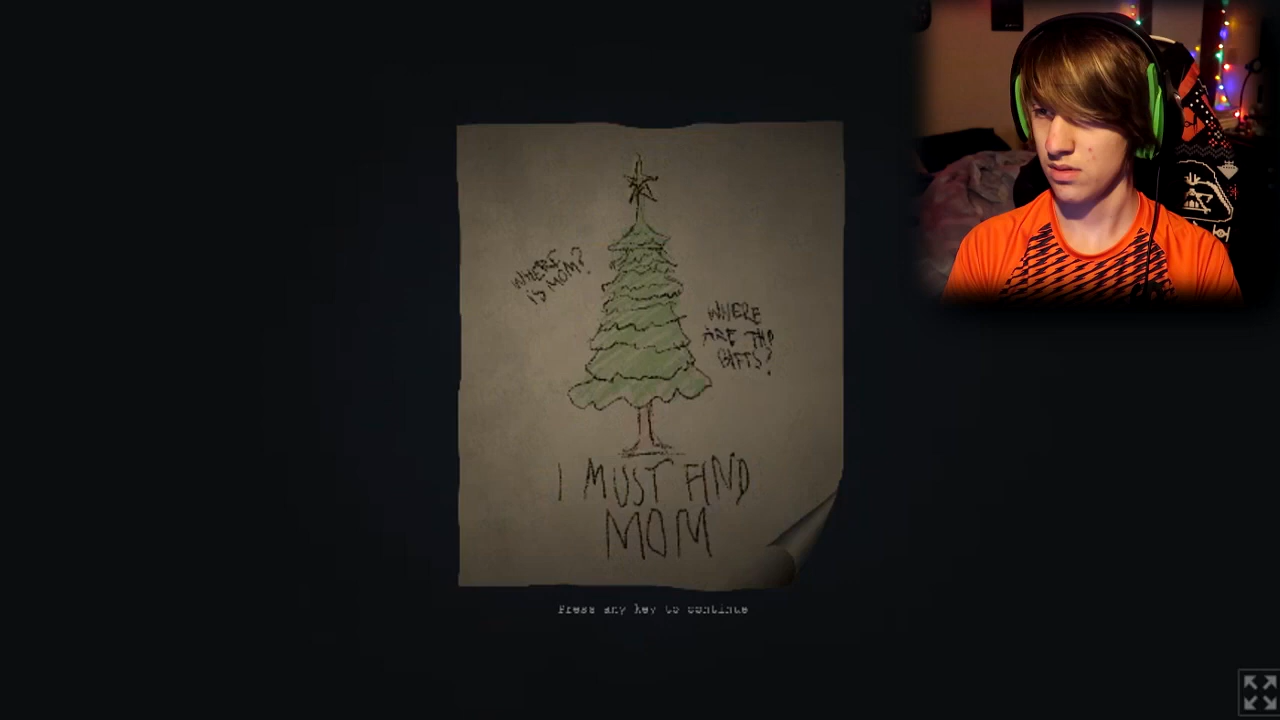 WHERE
IS MOM?
WHERE
ARE THE
GIFTS?
I MUST FIND
MOM
Press any key to continue